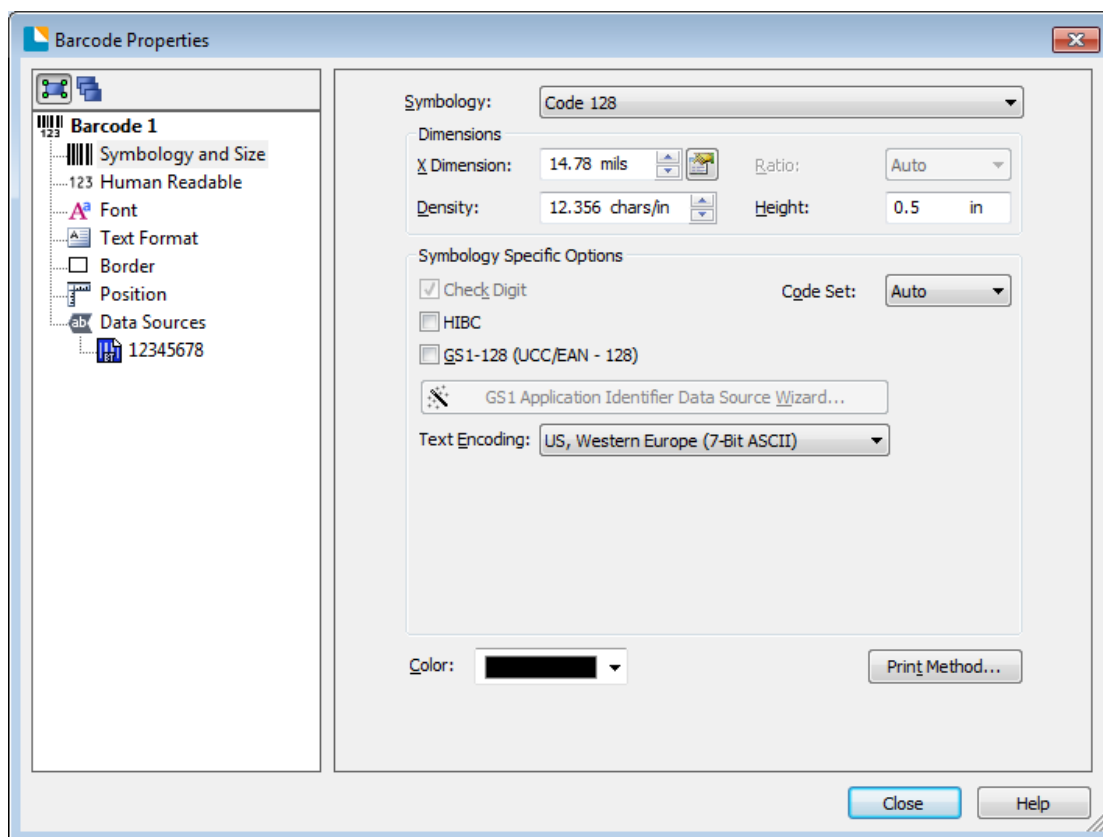 Barcode Properties
123 Barcode 1
Symbology and Size
123 Human Readable
Font
Text Format
Border
Position
Data Sources
12345678
Symbology: Code 128
Dimensions
X Dimension: 14.78 mils Ratio: Auto
Density: 12.356 chars/in Height: 0.5 in
Symbology Specific Options
Check Digit Code Set: Auto
HIBC
GS1-128 (UCC/EAN - 128)
GS1 Application Identifier Data Source Wizard...
Text Encoding: US, Western Europe (7-Bit ASCII)
Color:
Print Method...
Close Help